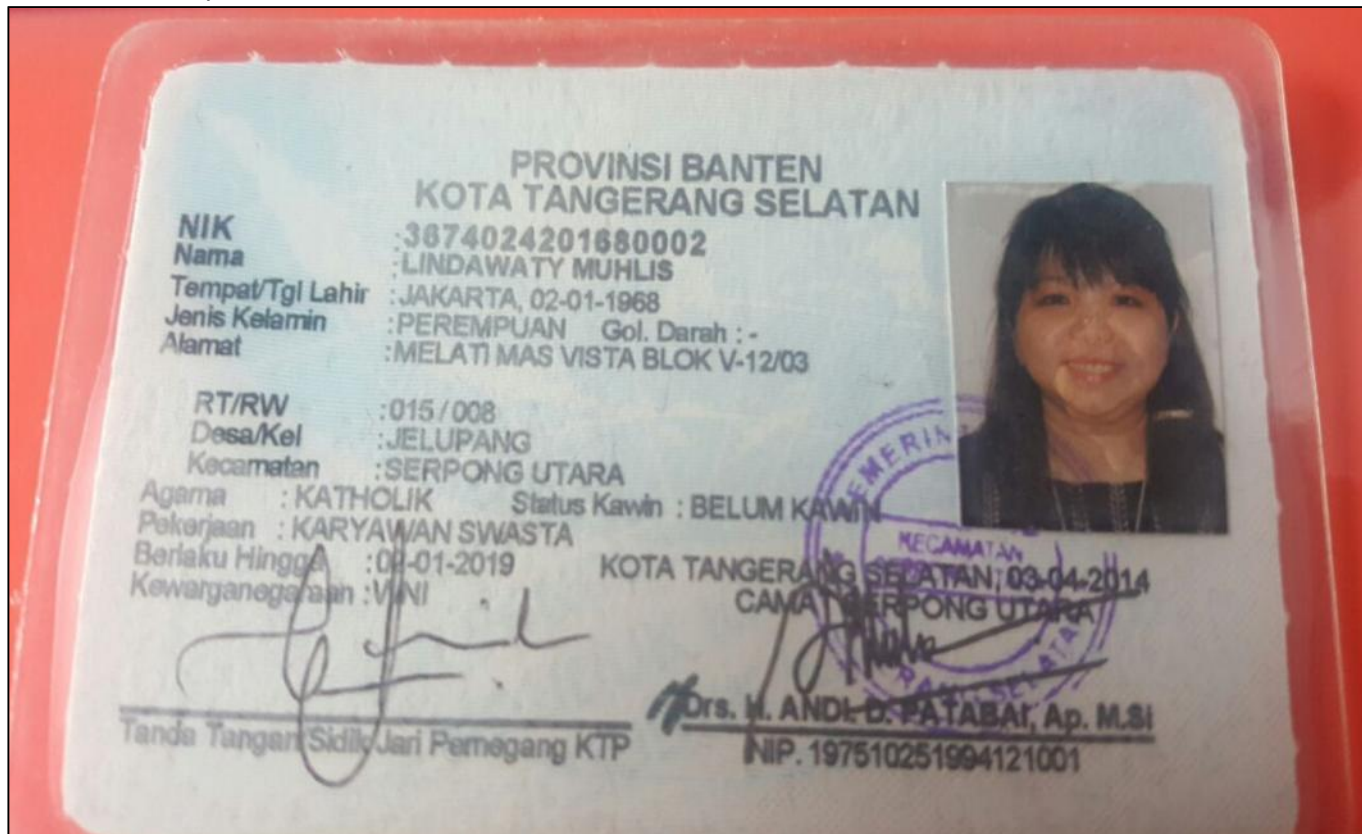 PROVINSI BANTEN
KOTA TANGERANG SELATAN
NIK :3674024201680002
Nama :LINDAWATY MUHLIS
Tempat/Tgl Lahir :JAKARTA, 02-01-1968
Jenis Kelamin :PEREMPUAN Gol. Darah :-
Alamat :MELATI MAS VISTA BLOK V-12/03
RT/RW :015/008
Desa/Kel :JELUPANG
Kecamatan :SERPONG UTARA
Agama : KATHOLIK Status Kawin : BELUM KAWIN
Pekerjaan : KARYAWAN SWASTA
Berlaku Hingga :02-01-2019
Kewarganegaraan :WNI
KOTA TANGERANG SELATAN, 03-04-2014
CAMAT SERPONG UTARA
KECAMATAN
Drs. H. ANDI D. PATABAI, Ap. M.Si
NIP. 197510251994121001
Tanda Tangan/Sidik Jari Pemegang KTP